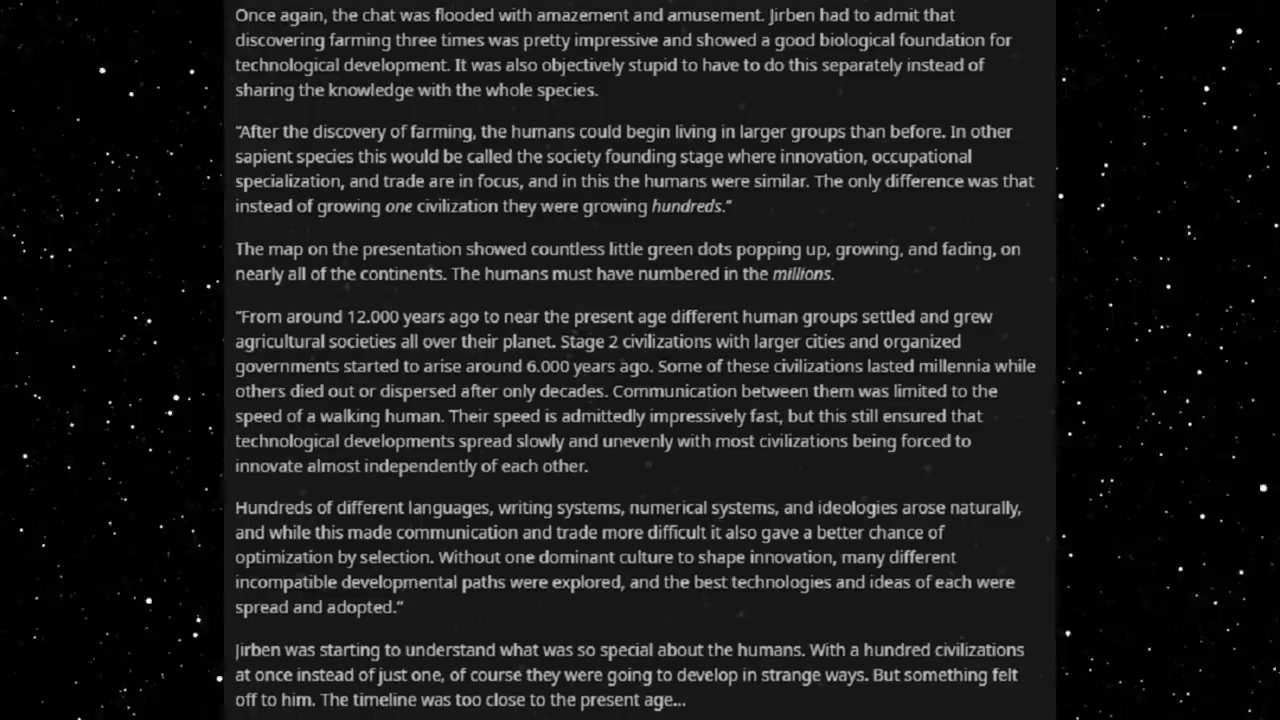 Once again, the chat was flooded with amazement and amusement. Jirben had to admit that
discovering farming three times was pretty impressive and showed a good biological foundation for
technological development. It was also objectively stupid to have to do this separately instead of
sharing the knowledge with the whole species.
“After the discovery of farming, the humans could begin living in larger groups than before. In other
sapient species this would be called the society founding stage where innovation, occupational
specialization, and trade are in focus, and in this the humans were similar. The only difference was that
instead of growing one civilization they were growing hundreds.”
The map on the presentation showed countless little green dots popping up, growing, and fading, on
nearly all of the continents. The humans must have numbered in the millions.
“From around 12.000 years ago to near the present age different human groups settled and grew
agricultural societies all over their planet. Stage 2 civilizations with larger cities and organized
governments started to arise around 6.000 years ago. Some of these civilizations lasted millennia while
others died out or dispersed after only decades. Communication between them was limited to the
speed of a walking human. Their speed is admittedly impressively fast, but this still ensured that
technological developments spread slowly and unevenly with most civilizations being forced to
innovate almost independently of each other.
Hundreds of different languages, writing systems, numerical systems, and ideologies arose naturally,
and while this made communication and trade more difficult it also gave a better chance of
optimization by selection. Without one dominant culture to shape innovation, many different
incompatible developmental paths were explored, and the best technologies and ideas of each were
spread and adopted.”
Jirben was starting to understand what was so special about the humans. With a hundred civilizations
at once instead of just one, of course they were going to develop in strange ways. But something felt
off to him. The timeline was too close to the present age...